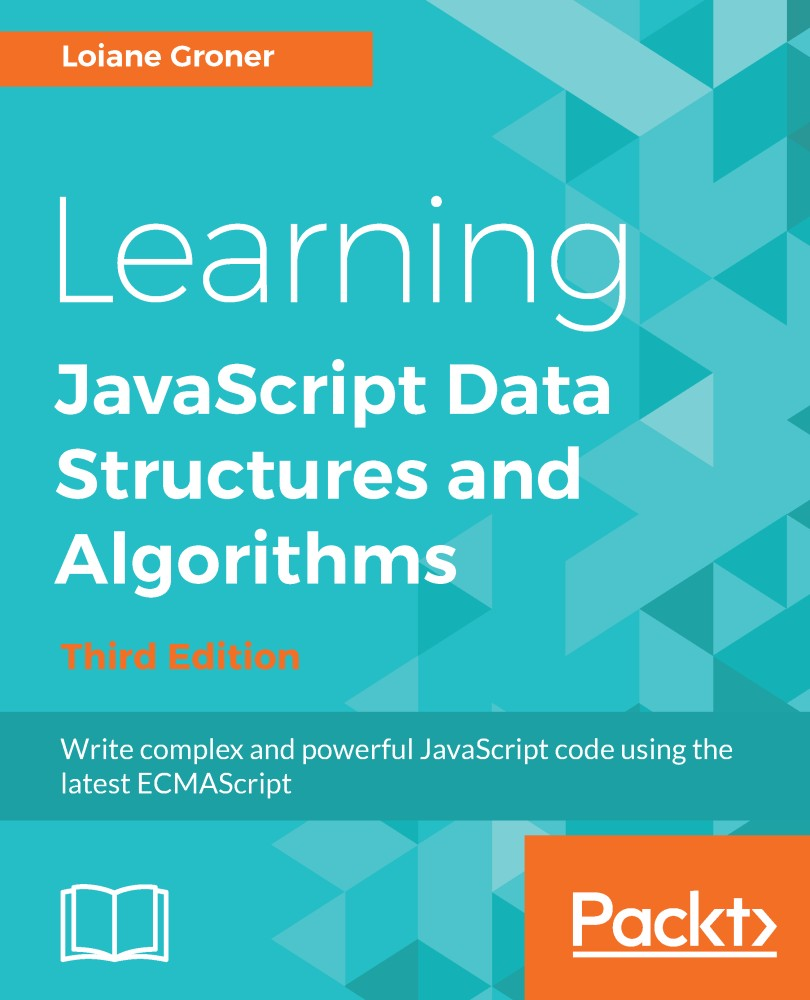 Loiane Groner
Learning
JavaScript Data
Structures and
Algorithms
Third Edition
Write complex and powerful JavaScript code using the
latest ECMAScript
Packt